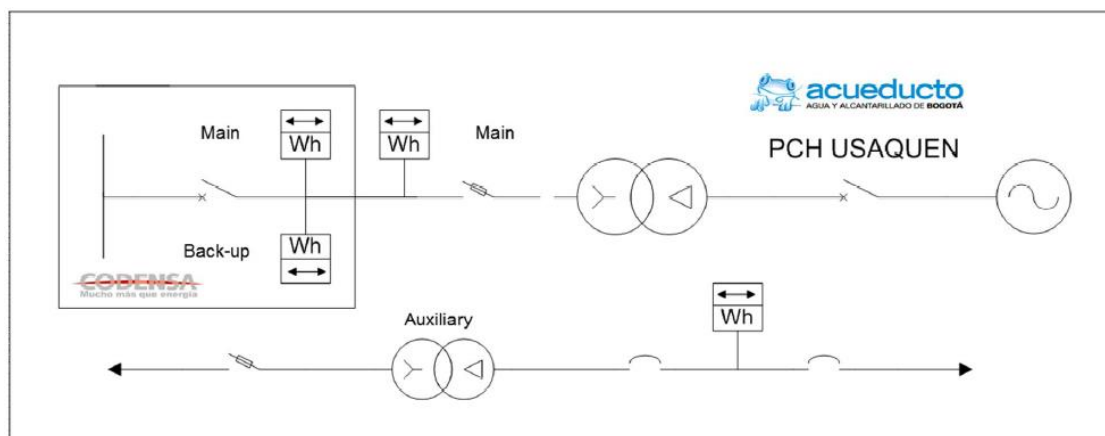 acueducto
AGUA Y ALCANTARILLADO DE BOGOTÁ
PCH USAQUEN
Main
Wh
Wh
Main
Back-up
Wh
CODENSA
Mucho más que energía
Auxiliary
Wh